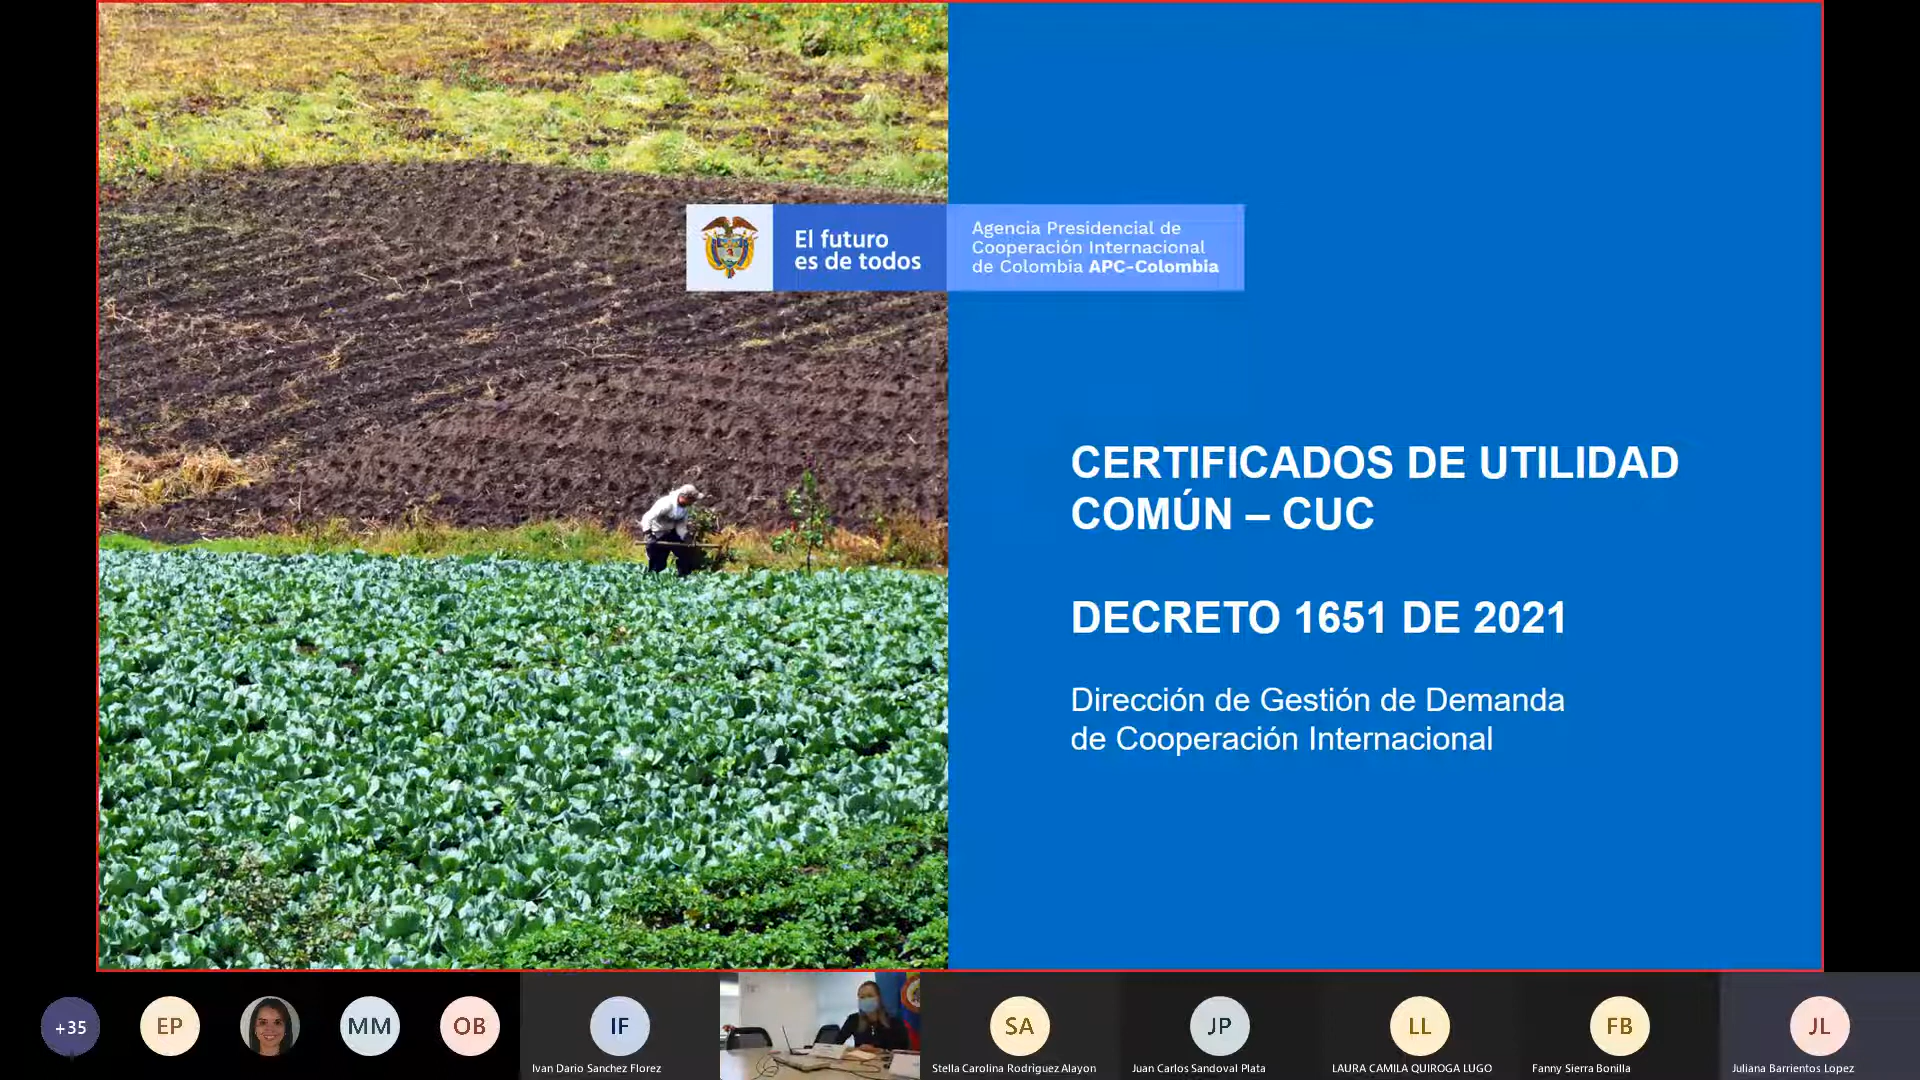 El futuro
es de todos
Agencia Presidencial de
Cooperación Internacional
de Colombia APC-Colombia
CERTIFICADOS DE UTILIDAD
COMÚN – CUC
DECRETO 1651 DE 2021
Dirección de Gestión de Demanda
de Cooperación Internacional
+35
EP
MM
OB
IF
SA
JP
LL
FB
JL
Ivan Dario Sanchez Florez
Stella Carolina Rodriguez Alayon
Juan Carlos Sandoval Plata
LAURA CAMILA QUIROGA LUGO
Fanny Sierra Bonilla
Juliana Barrientos Lopez